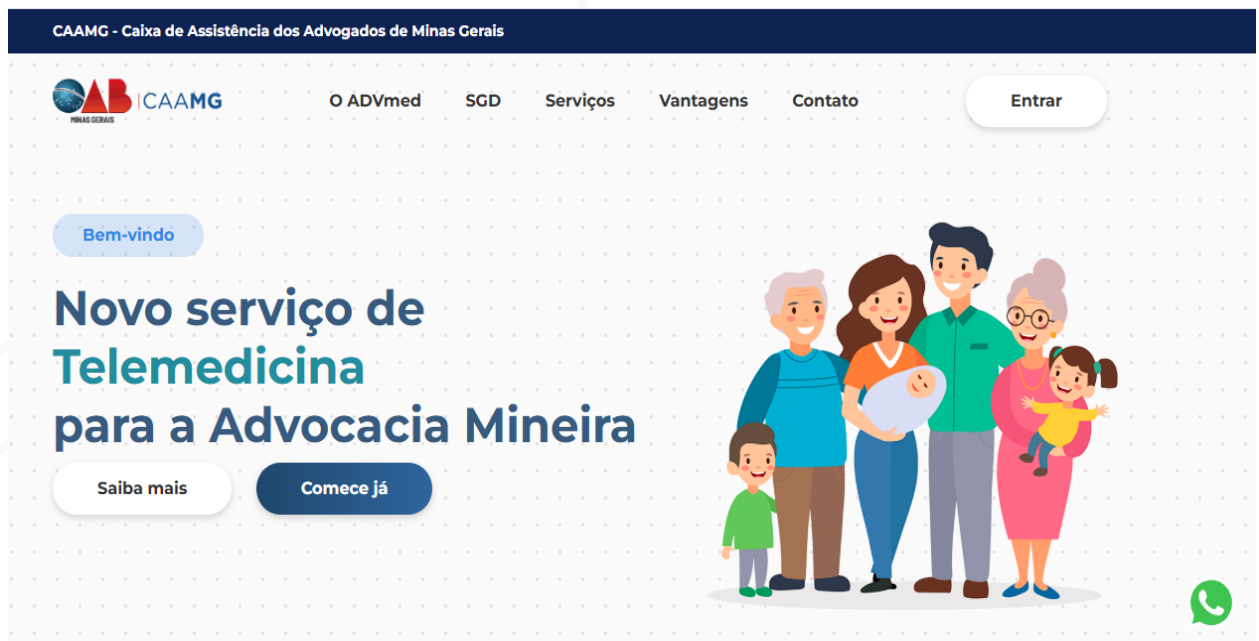 CAAMG - Caixa de Assistência dos Advogados de Minas Gerais
OAB CAAMG
MINAS GERAIS
O ADVmed SGD Serviços Vantagens Contato Entrar
Bem-vindo
Novo serviço de
Telemedicina
para a Advocacia Mineira
Saiba mais Comece já